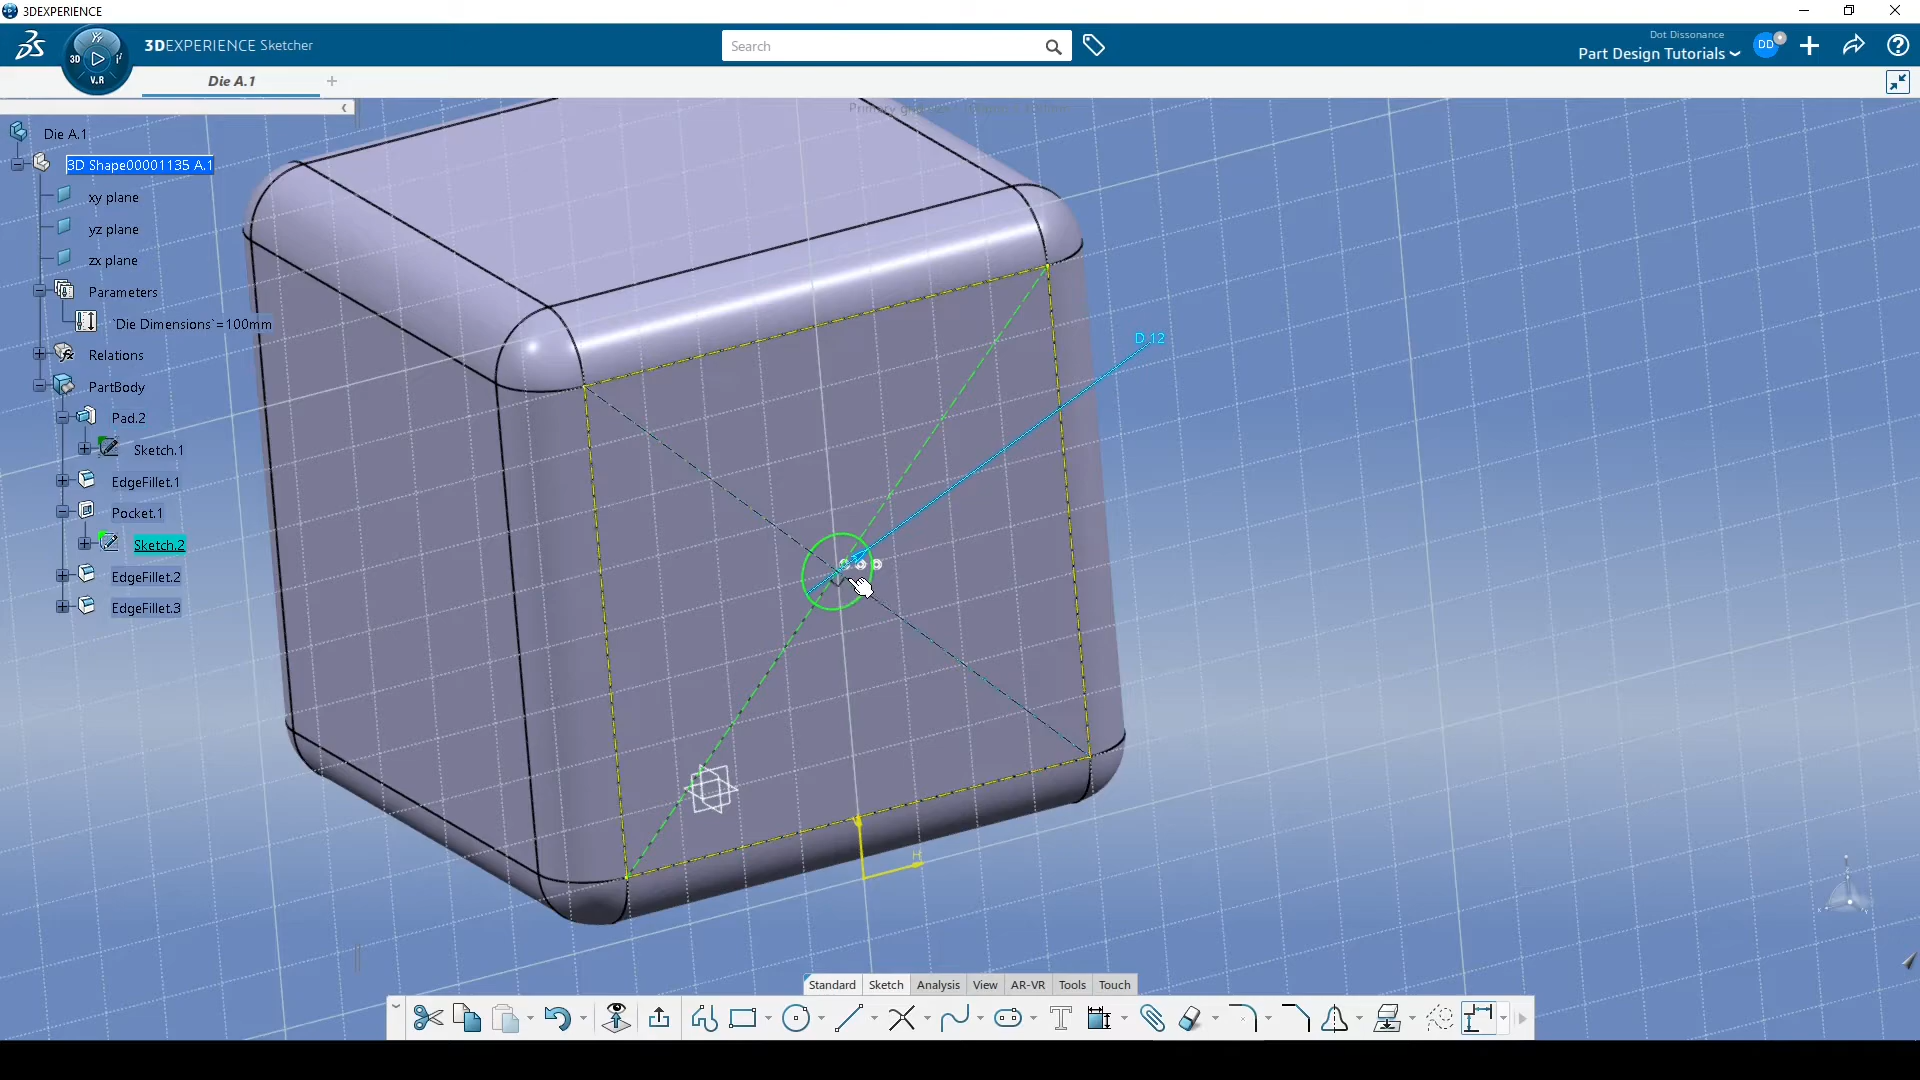 3DEXPERIENCE
3DEXPERIENCE Sketcher
3D
V.R
Search
Dot Dissonance
Part Design Tutorials
DD
Die A.1
Die A.1
3D Shape00001135 A.1
xy plane
yz plane
zx plane
Parameters
`Die Dimensions`=100mm
Relations
PartBody
Pad.2
Sketch.1
EdgeFillet.1
Pocket.1
Sketch.2
EdgeFillet.2
EdgeFillet.3
D 12
V
H
Standard
Sketch
Analysis
View
AR-VR
Tools
Touch